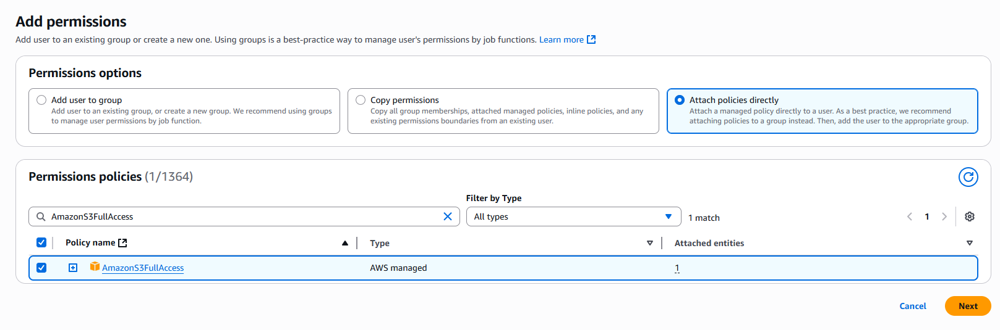 Add permissions
Add user to an existing group or create a new one. Using groups is a best-practice way to manage user's permissions by job functions. Learn more
Permissions options
Add user to group
Add user to an existing group, or create a new group. We recommend using groups
to manage user permissions by job function.
Copy permissions
Copy all group memberships, attached managed policies, inline policies, and any
existing permissions boundaries from an existing user.
Attach policies directly
Attach a managed policy directly to a user. As a best practice, we recommend
attaching policies to a group instead. Then, add the user to the appropriate group.
Permissions policies (1/1364)
Filter by Type
AmazonS3FullAccess
All types
1 match
1
Policy name
Type
Attached entities
AmazonS3FullAccess
AWS managed
1
Cancel
Next